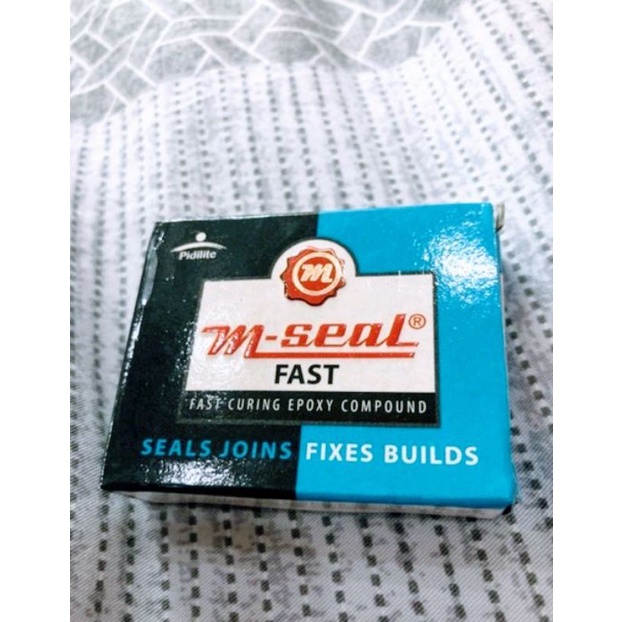 Pidilite
m
m-seal®
FAST
FAST CURING EPOXY COMPOUND
SEALS JOINS FIXES BUILDS